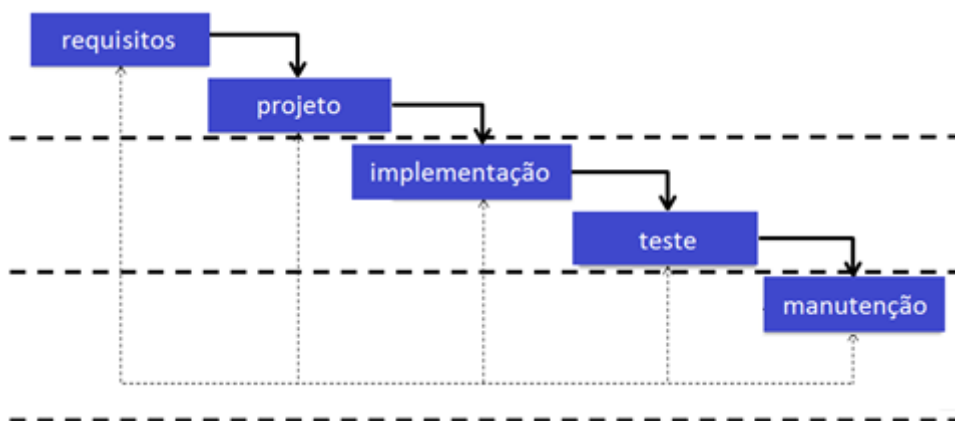 requisitos
projeto
implementação
teste
manutenção